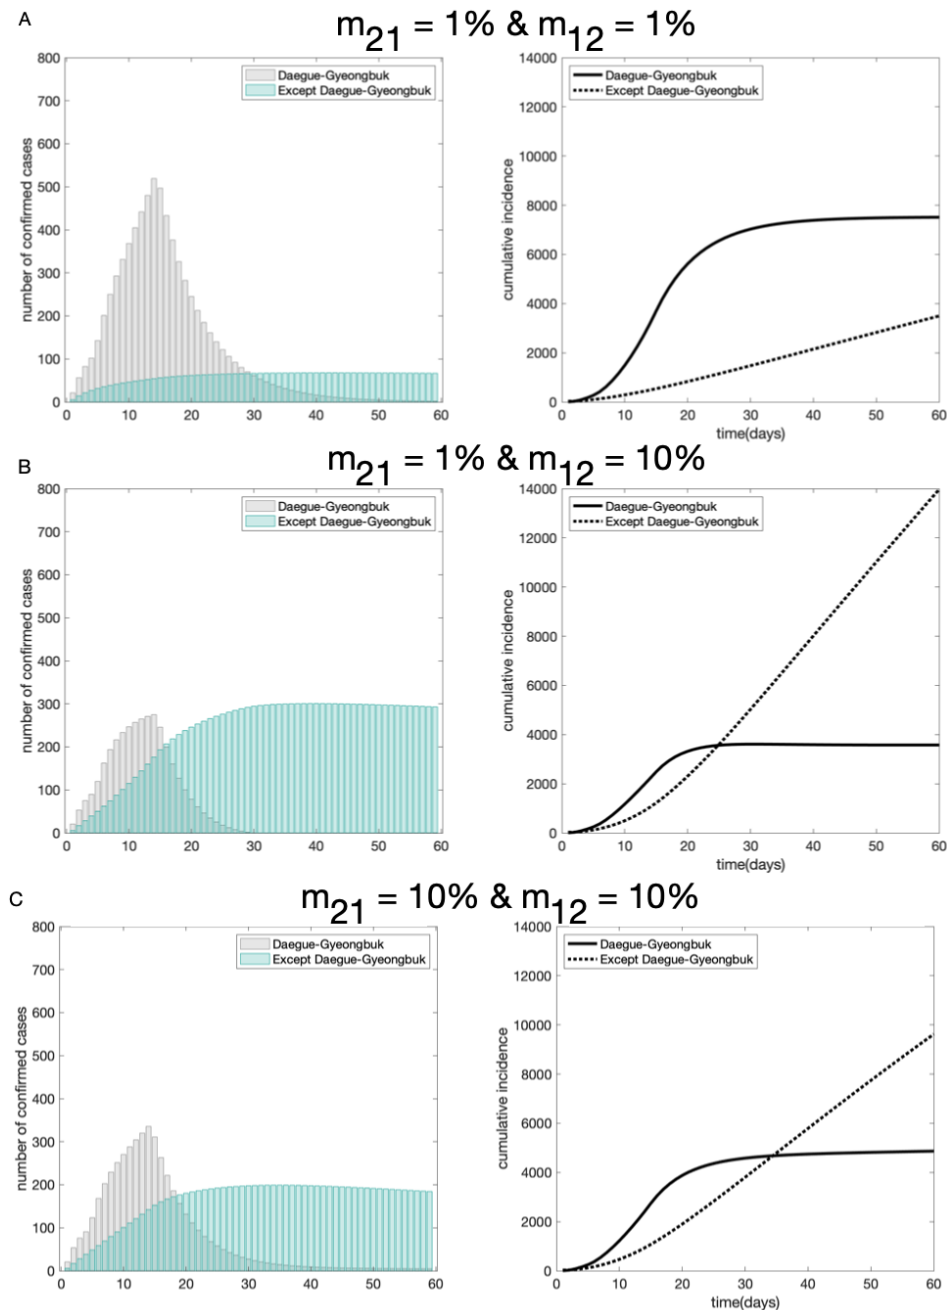 A
m21 = 1% & m12 = 1%
800
700
600
500
400
300
200
100
0
number of confirmed cases
Daegue-Gyeongbuk
Except Daegue-Gyeongbuk
0 10 20 30 40 50 60
14000
12000
10000
8000
6000
4000
2000
0
cumulative incidence
Daegue-Gyeongbuk
Except Daegue-Gyeongbuk
0 10 20 30 40 50 60
time(days)
B
m21 = 1% & m12 = 10%
800
700
600
500
400
300
200
100
0
number of confirmed cases
Daegue-Gyeongbuk
Except Daegue-Gyeongbuk
0 10 20 30 40 50 60
14000
12000
10000
8000
6000
4000
2000
0
cumulative incidence
Daegue-Gyeongbuk
Except Daegue-Gyeongbuk
0 10 20 30 40 50 60
time(days)
C
m21 = 10% & m12 = 10%
800
700
600
500
400
300
200
100
0
number of confirmed cases
Daegue-Gyeongbuk
Except Daegue-Gyeongbuk
0 10 20 30 40 50 60
14000
12000
10000
8000
6000
4000
2000
0
cumulative incidence
Daegue-Gyeongbuk
Except Daegue-Gyeongbuk
0 10 20 30 40 50 60
time(days)